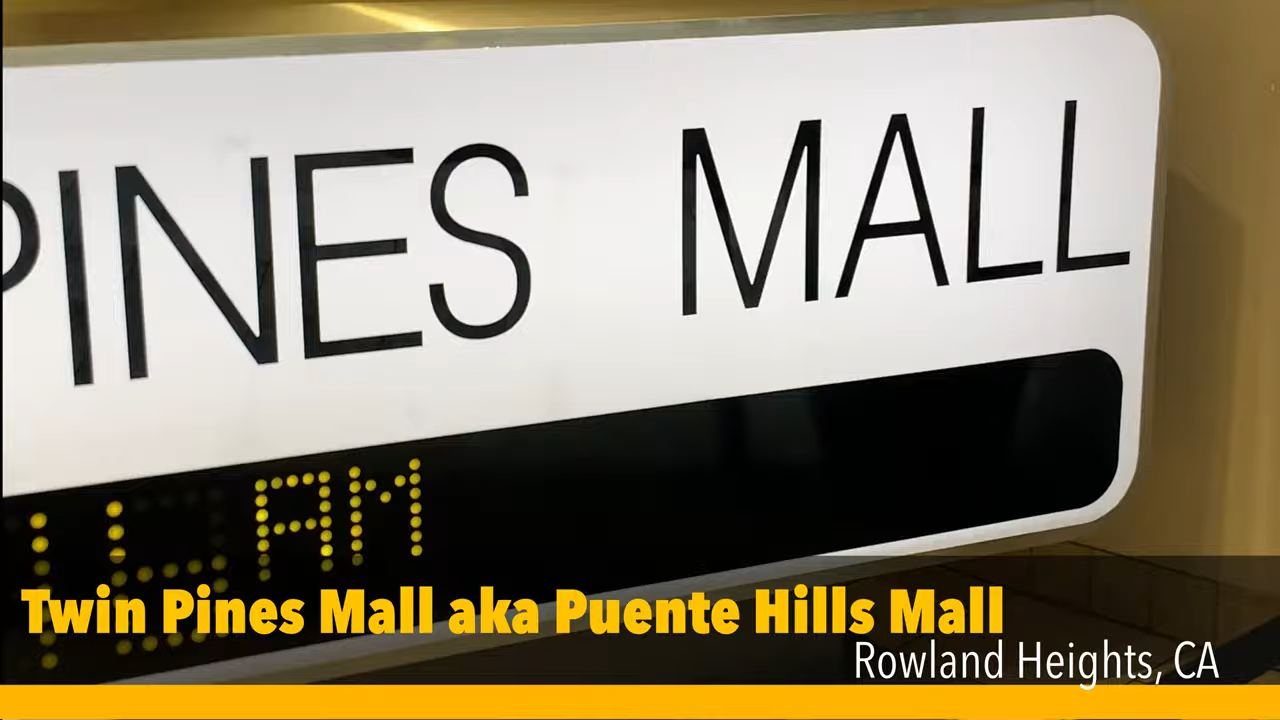 PINES MALL
AM
Twin Pines Mall aka Puente Hills Mall
Rowland Heights, CA